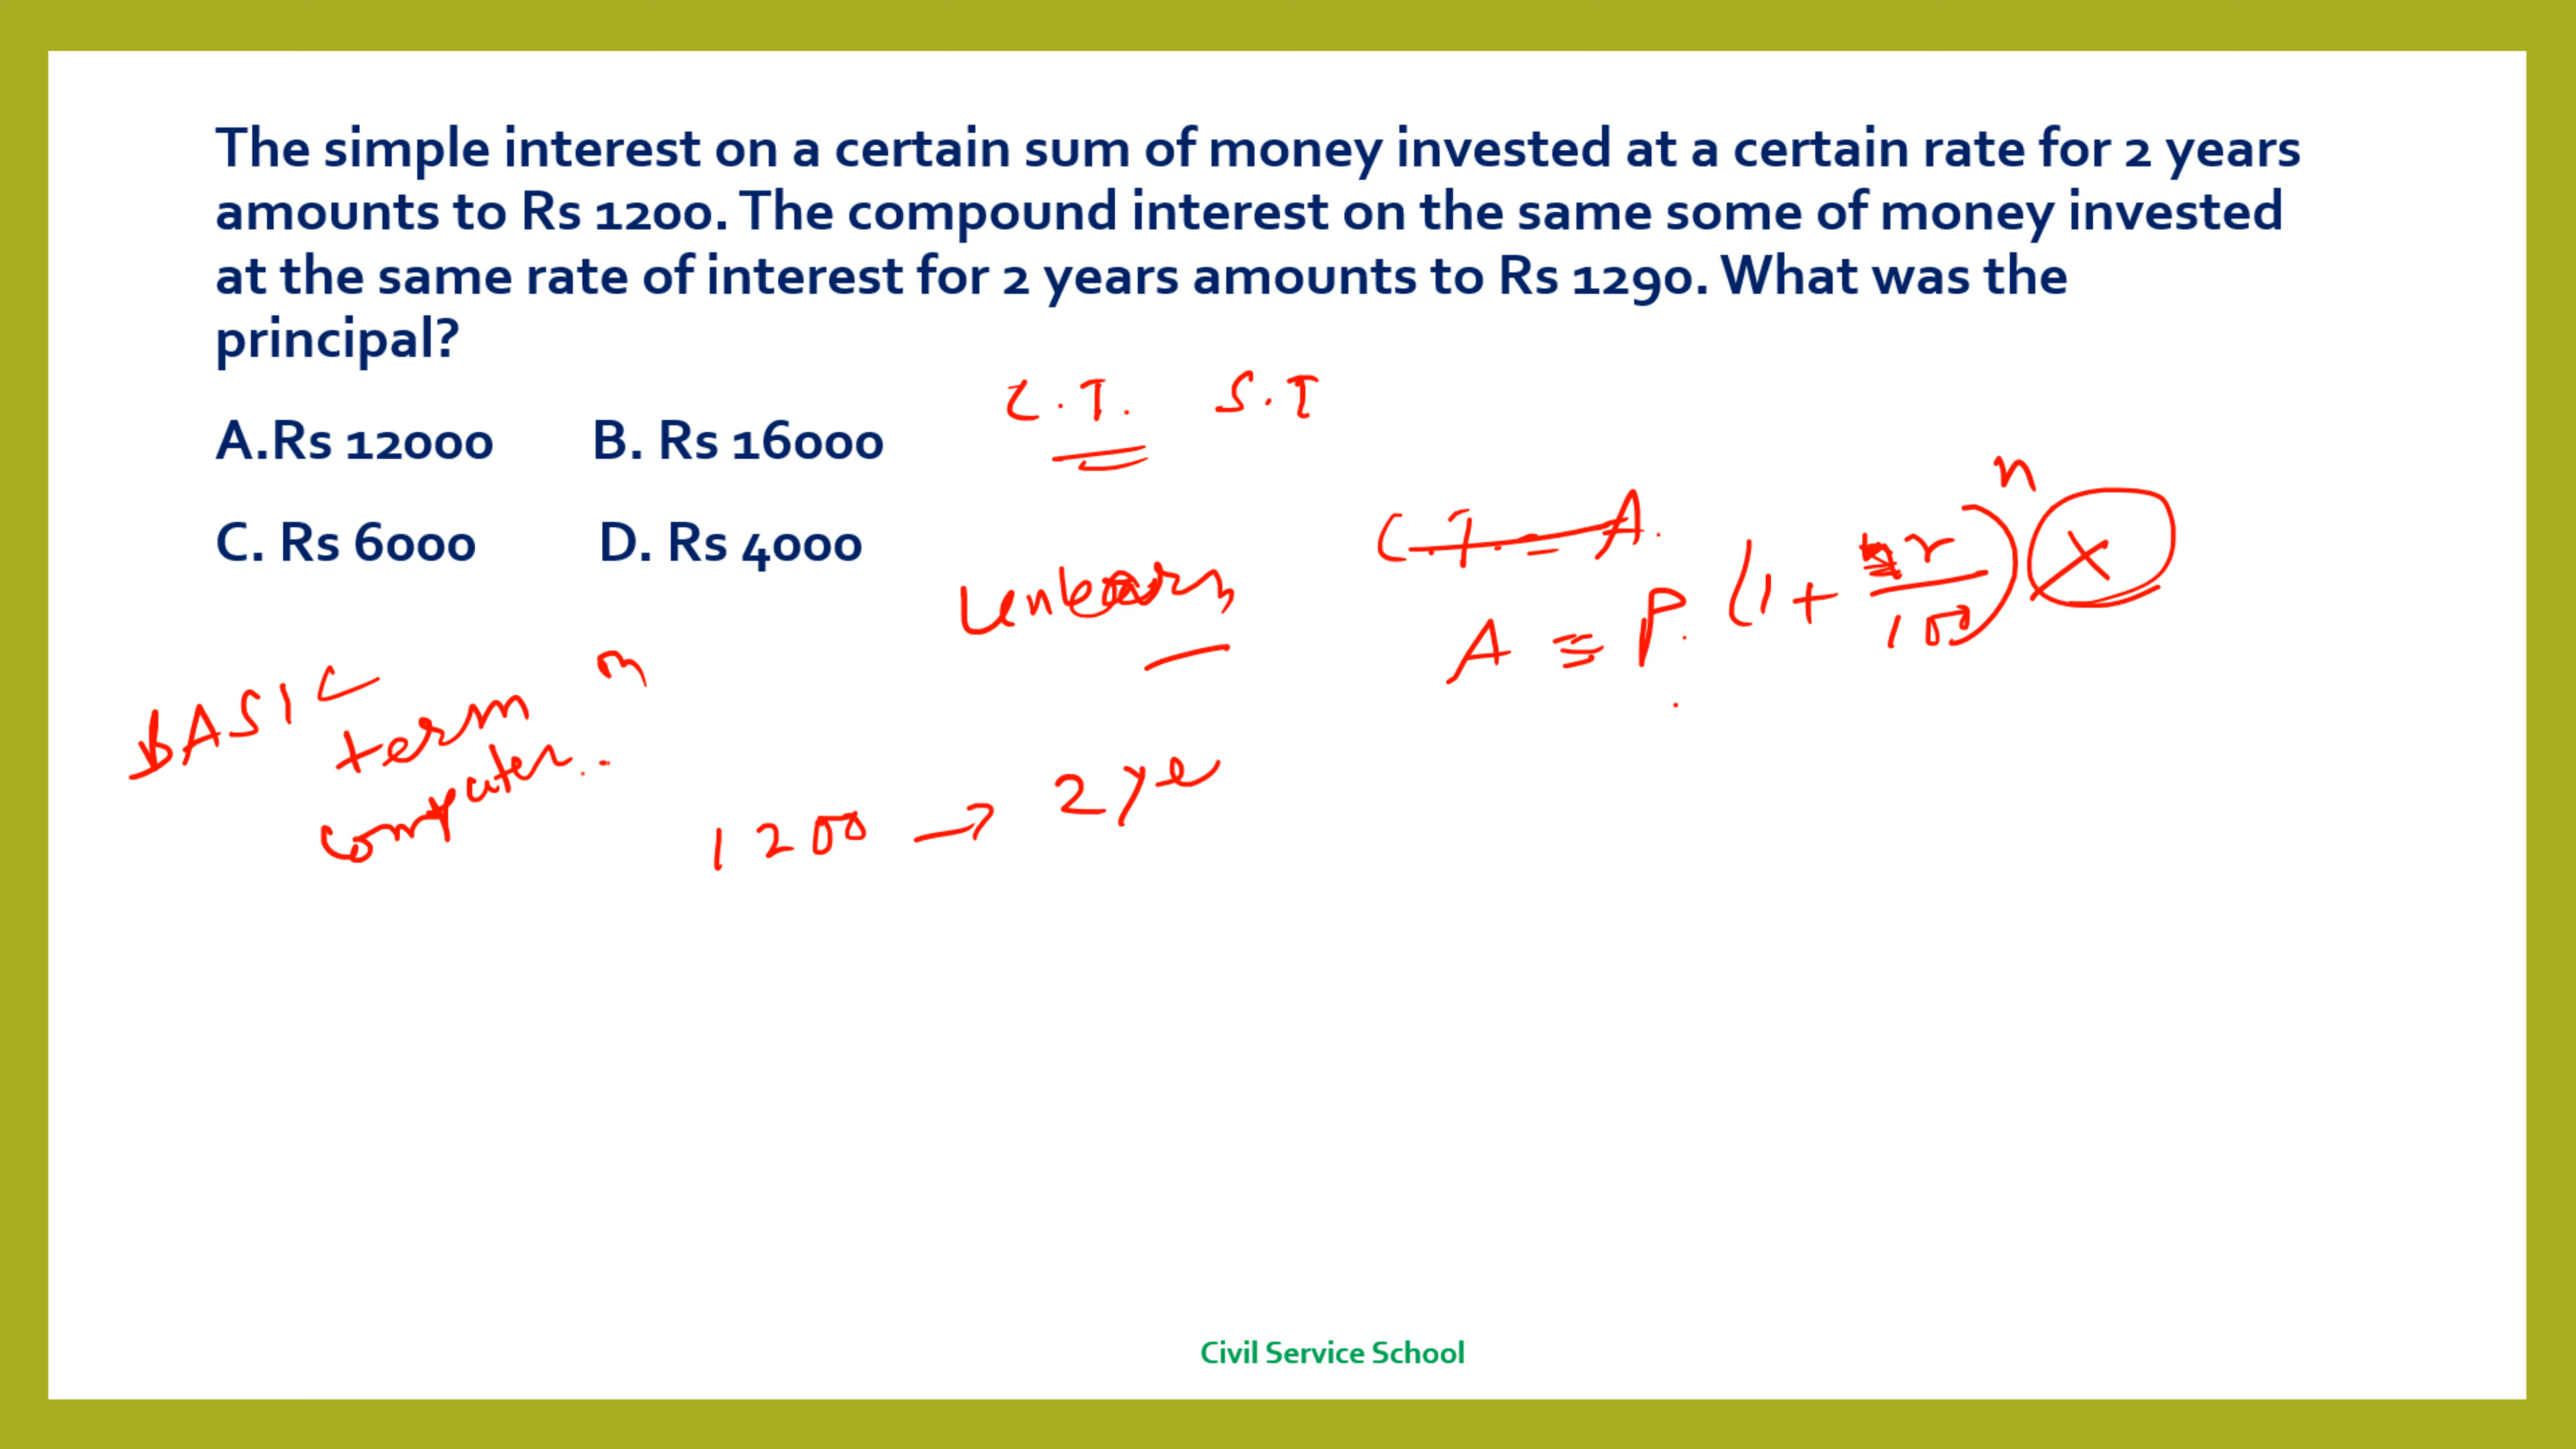 The simple interest on a certain sum of money invested at a certain rate for 2 years
amounts to Rs 1200. The compound interest on the same some of money invested
at the same rate of interest for 2 years amounts to Rs 1290. What was the
principal?
C.I. S.I
A.Rs 12000 B. Rs 16000
C. Rs 6000 D. Rs 4000
C.I. = A.
A = P. (1 + r/100)^n ×
BASIC
term
computer..
1200 → 2 ye
Civil Service School